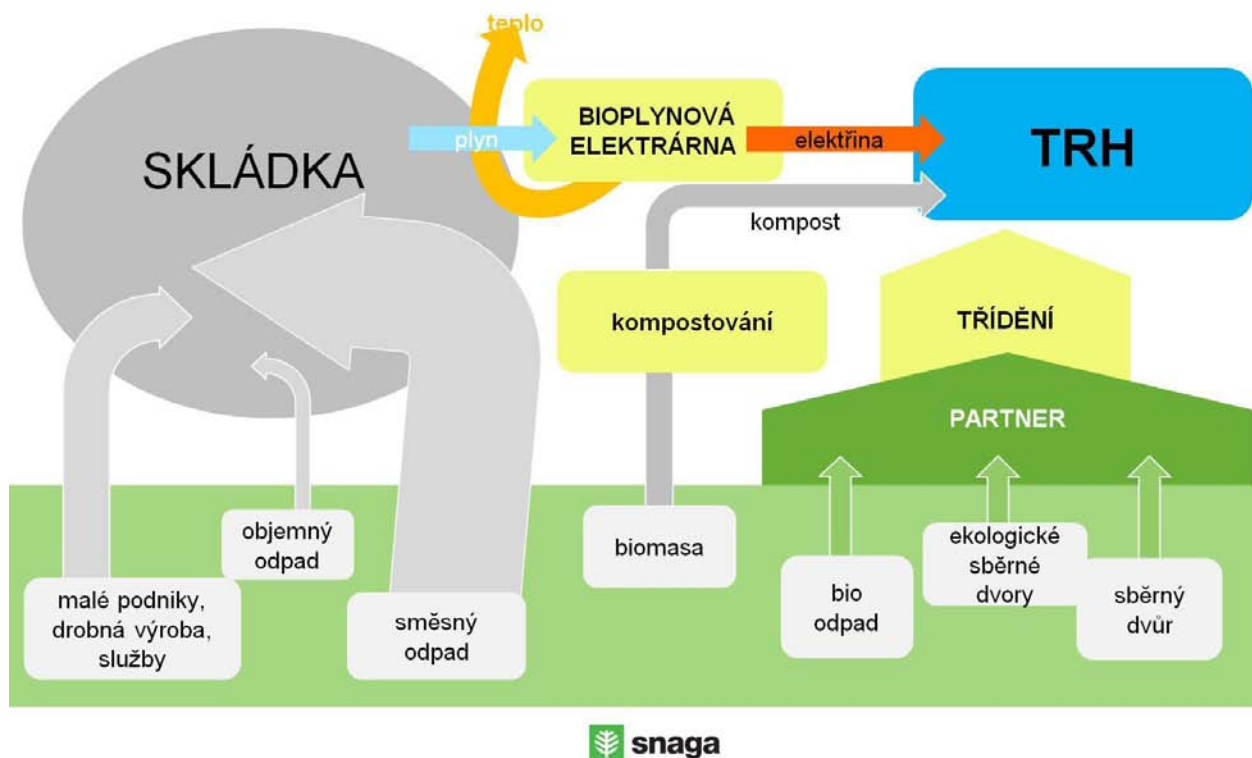 teplo
SKLÁDKA
plyn
BIOPLYNOVÁ
ELEKTRÁRNA
elektřina
TRH
kompost
kompostování
TŘÍDĚNÍ
PARTNER
objemný
odpad
malé podniky,
drobná výroba,
služby
směsný
odpad
biomasa
bio
odpad
ekologické
sběrné
dvory
sběrný
dvůr
snaga